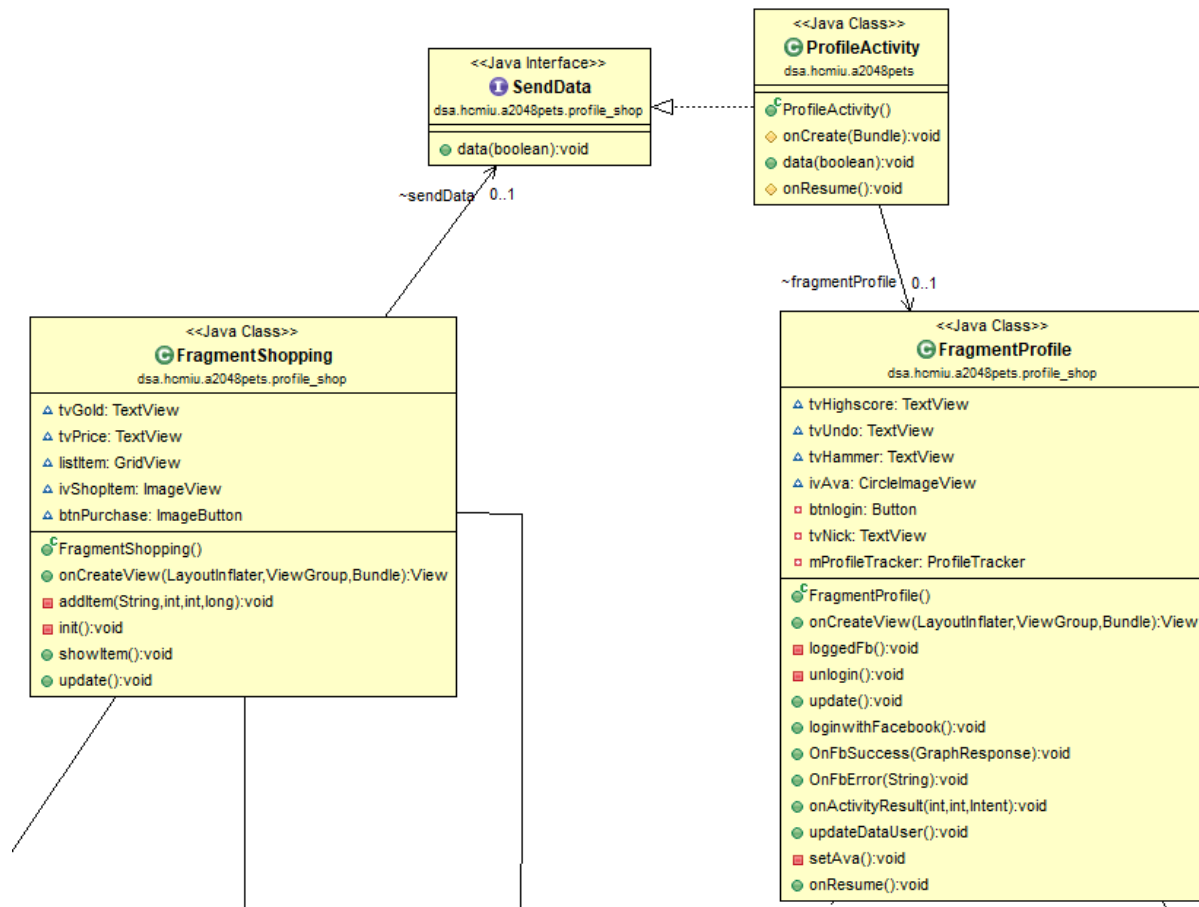 <<Java Interface>>
I SendData
dsa.hcmiu.a2048pets.profile_shop
data(boolean):void
<<Java Class>>
C ProfileActivity
dsa.hcmiu.a2048pets
C ProfileActivity()
onCreate(Bundle):void
data(boolean):void
onResume():void
~sendData 0..1
~fragmentProfile 0..1
<<Java Class>>
C FragmentShopping
dsa.hcmiu.a2048pets.profile_shop
tvGold: TextView
tvPrice: TextView
listItem: GridView
ivShopItem: ImageView
btnPurchase: ImageButton
C FragmentShopping()
onCreateView(LayoutInflater,ViewGroup,Bundle):View
addItem(String,int,int,long):void
init():void
showItem():void
update():void
<<Java Class>>
C FragmentProfile
dsa.hcmiu.a2048pets.profile_shop
tvHighscore: TextView
tvUndo: TextView
tvHammer: TextView
ivAva: CircleImageView
btnlogin: Button
tvNick: TextView
mProfileTracker: ProfileTracker
C FragmentProfile()
onCreateView(LayoutInflater,ViewGroup,Bundle):View
loggedFb():void
unlogin():void
update():void
loginwithFacebook():void
OnFbSuccess(GraphResponse):void
OnFbError(String):void
onActivityResult(int,int,Intent):void
updateDataUser():void
setAva():void
onResume():void